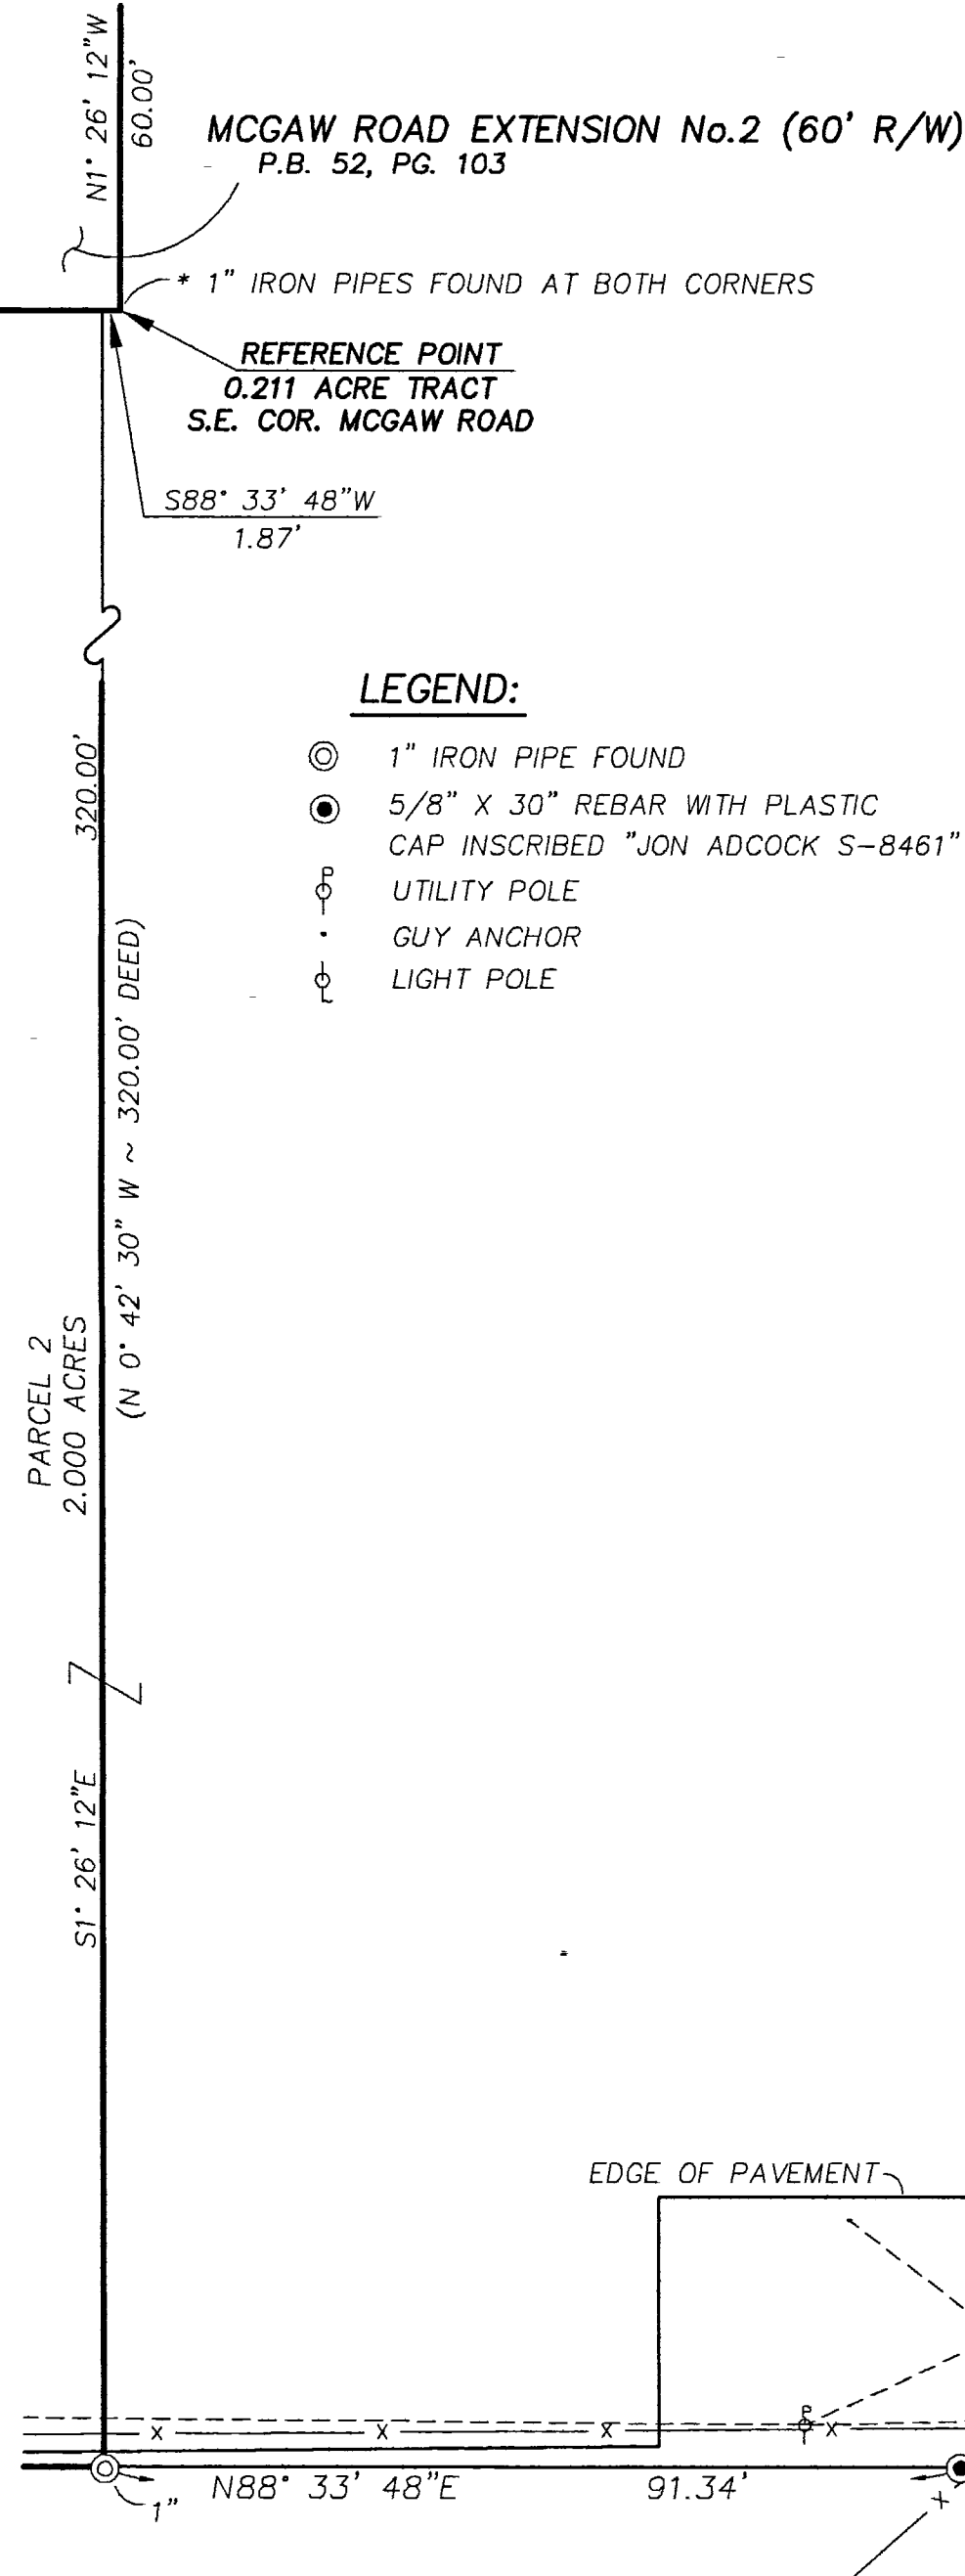 N1° 26' 12"W
60.00'
MCGAW ROAD EXTENSION No.2 (60' R/W)
P.B. 52, PG. 103
* 1" IRON PIPES FOUND AT BOTH CORNERS
REFERENCE POINT
0.211 ACRE TRACT
S.E. COR. MCGAW ROAD
S88° 33' 48"W
1.87'
LEGEND:
1" IRON PIPE FOUND
5/8" X 30" REBAR WITH PLASTIC
CAP INSCRIBED "JON ADCOCK S-8461"
UTILITY POLE
GUY ANCHOR
LIGHT POLE
320.00'
(N 0° 42' 30" W ~ 320.00' DEED)
PARCEL 2
2.000 ACRES
S1° 26' 12"E
EDGE OF PAVEMENT
X X X X
N88° 33' 48"E 91.34'
1"
X